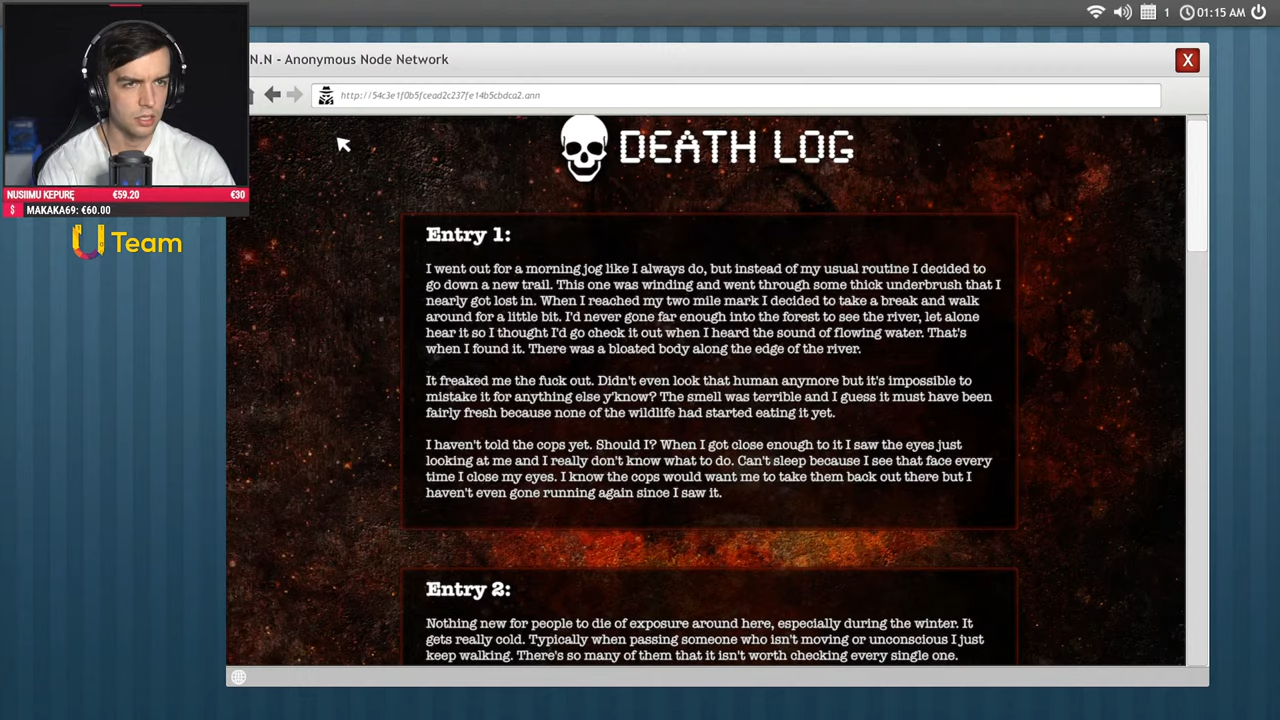 01:15 AM
1
N.N - Anonymous Node Network
X
http://54c3e1f0b5fcead2c237fe14b5cbdca2.ann
NUSIIMU KEPURĘ €59.20 €30
$ MAKAKA69: €60.00
U Team
DEATH LOG
Entry 1:
I went out for a morning jog like I always do, but instead of my usual routine I decided to
go down a new trail. This one was winding and went through some thick underbrush that I
nearly got lost in. When I reached my two mile mark I decided to take a break and walk
around for a little bit. I'd never gone far enough into the forest to see the river, let alone
hear it so I thought I'd go check it out when I heard the sound of flowing water. That's
when I found it. There was a bloated body along the edge of the river.
It freaked me the fuck out. Didn't even look that human anymore but it's impossible to
mistake it for anything else y'know? The smell was terrible and I guess it must have been
fairly fresh because none of the wildlife had started eating it yet.
I haven't told the cops yet. Should I? When I got close enough to it I saw the eyes just
looking at me and I really don't know what to do. Can't sleep because I see that face every
time I close my eyes. I know the cops would want me to take them back out there but I
haven't even gone running again since I saw it.
Entry 2:
Nothing new for people to die of exposure around here, especially during the winter. It
gets really cold. Typically when passing someone who isn't moving or unconscious I just
keep walking. There's so many of them that it isn't worth checking every single one.